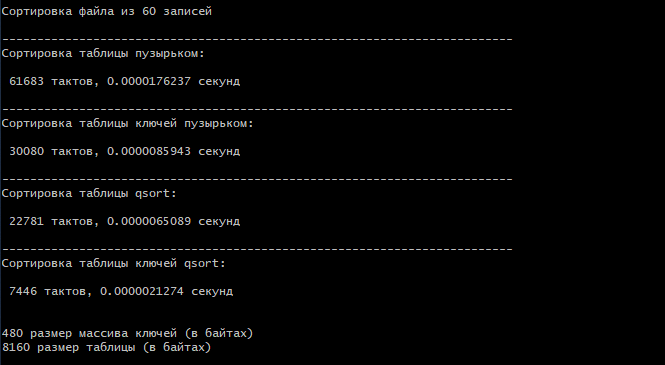 Сортировка файла из 60 записей
-------------------------------------------------------------------------
Сортировка таблицы пузырьком:
61683 тактов, 0.0000176237 секунд
-------------------------------------------------------------------------
Сортировка таблицы ключей пузырьком:
30080 тактов, 0.0000085943 секунд
-------------------------------------------------------------------------
Сортировка таблицы qsort:
22781 тактов, 0.0000065089 секунд
-------------------------------------------------------------------------
Сортировка таблицы ключей qsort:
7446 тактов, 0.0000021274 секунд
480 размер массива ключей (в байтах)
8160 размер таблицы (в байтах)